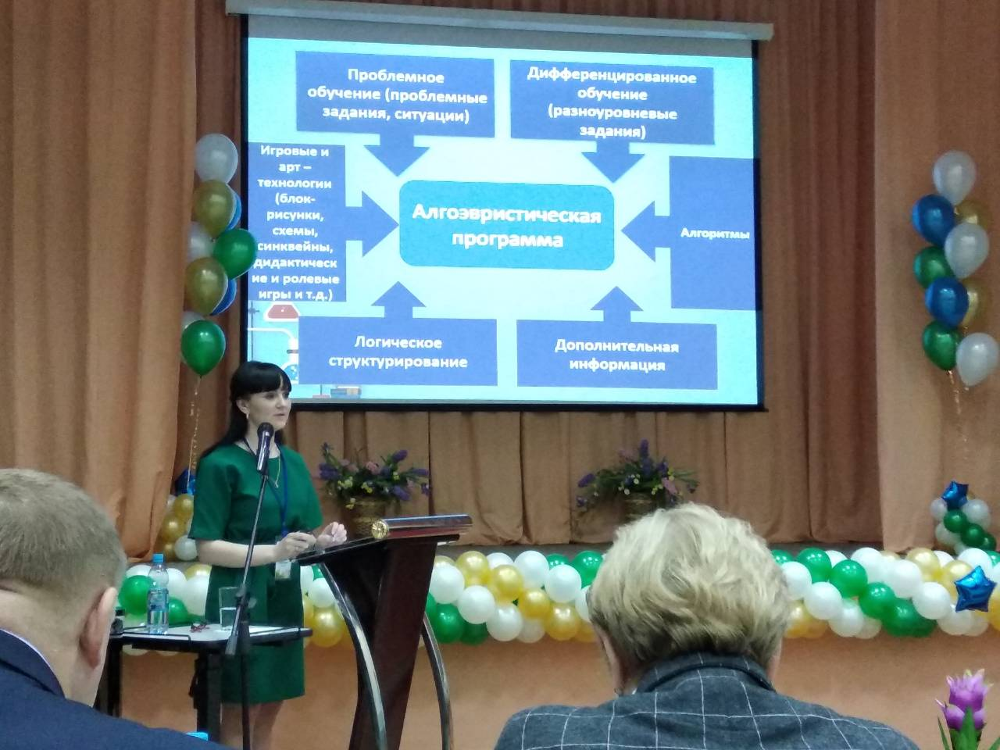 Проблемное
обучение (проблемные
задания, ситуации)
Дифференцированное
обучение
(разноуровневые
задания)
Игровые и
арт –
технологии
(блок-
рисунки,
схемы,
синквейны,
дидактическ
ие и ролевые
игры и т.д.)
Алгоэвристическая
программа
Алгоритмы
Логическое
структурирование
Дополнительная
информация